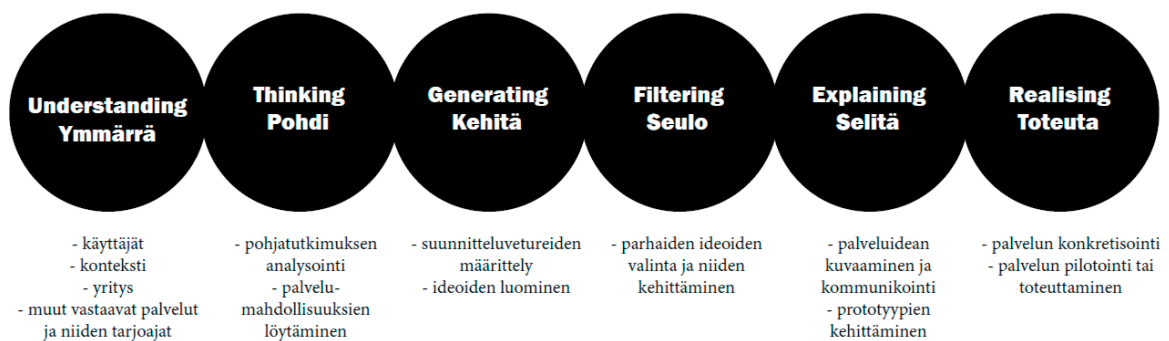 Understanding
Ymmärrä
Thinking
Pohdi
Generating
Kehitä
Filtering
Seulo
Explaining
Selitä
Realising
Toteuta
- käyttäjät
- konteksti
- yritys
- muut vastaavat palvelut
ja niiden tarjoajat
- pohjatutkimuksen
analysointi
- palvelu-
mahdollisuuksien
löytäminen
- suunnitteluvetureiden
määrittely
- ideoiden luominen
- parhaiden ideoiden
valinta ja niiden
kehittäminen
- palveluidean
kuvaaminen ja
kommunikointi
- prototyypien
kehittäminen
- palvelun konkretisointi
- palvelun pilotointi tai
toteuttaminen